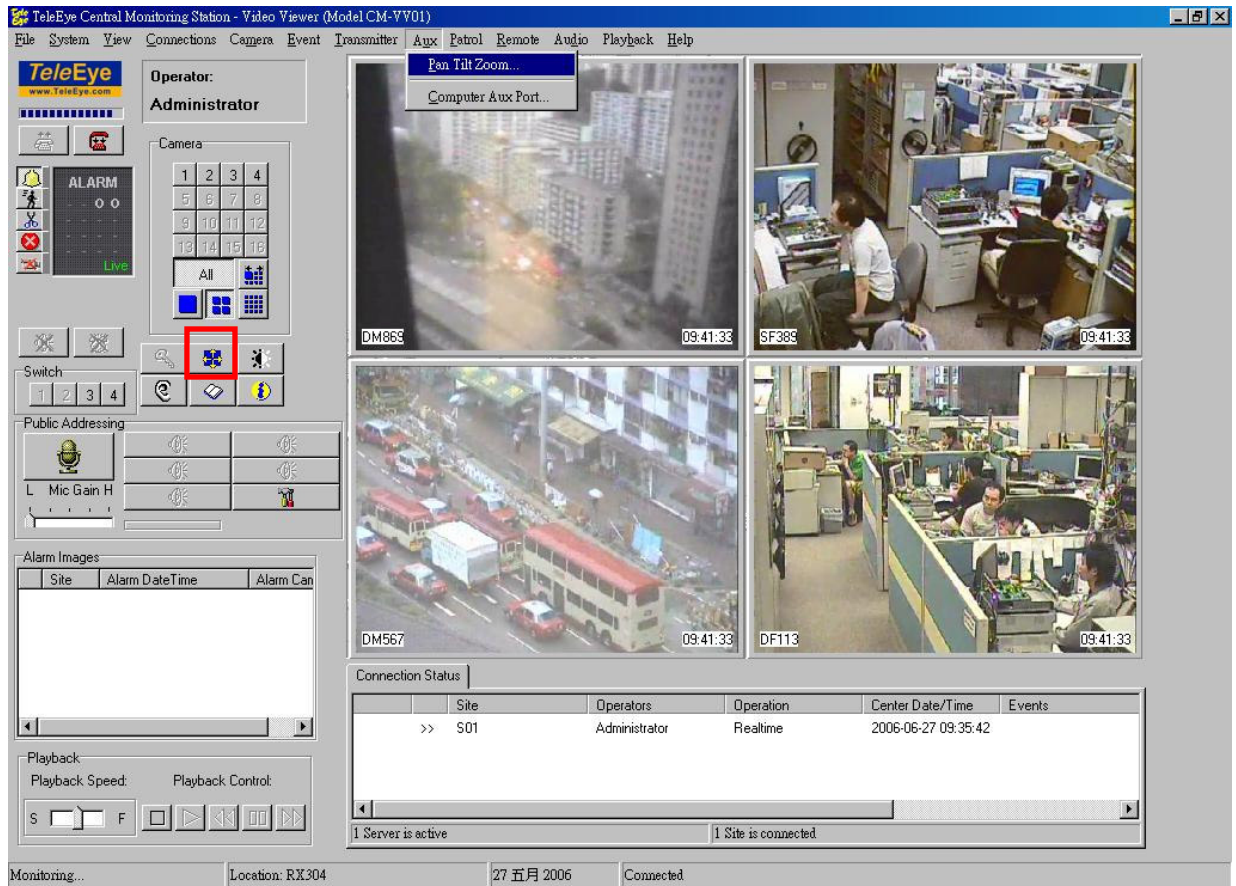 TeleEye Central Monitoring Station - Video Viewer (Model CM-VV01)
File System View Connections Camera Event Transmitter Aux Patrol Remote Audio Playback Help
Pan Tilt Zoom...
Computer Aux Port...
TeleEye
www.TeleEye.com
Operator:
Administrator
ALARM
0 0
Live
Camera
1 2 3 4
5 6 7 8
9 10 11 12
13 14 15 16
All
Switch
1 2 3 4
Public Addressing
L Mic Gain H
Alarm Images
Site Alarm DateTime Alarm Can
Playback
Playback Speed: Playback Control:
S F
DM869 09:41:33
SF389 09:41:33
DM567 09:41:33
DF113 09:41:33
Connection Status
Site Operators Operation Center Date/Time Events
>> S01 Administrator Realtime 2006-06-27 09:35:42
1 Server is active 1 Site is connected
Monitoring... Location: RX304 27 五月 2006 Connected